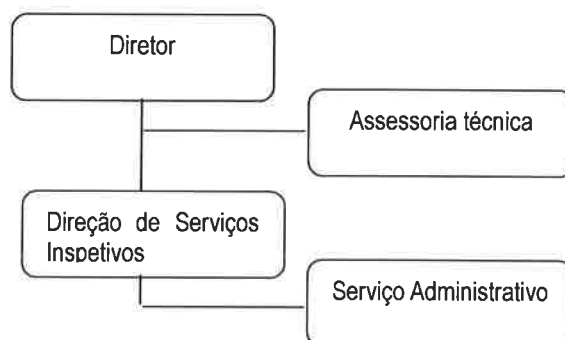 Diretor
Assessoria técnica
Direção de Serviços
Inspetivos
Serviço Administrativo